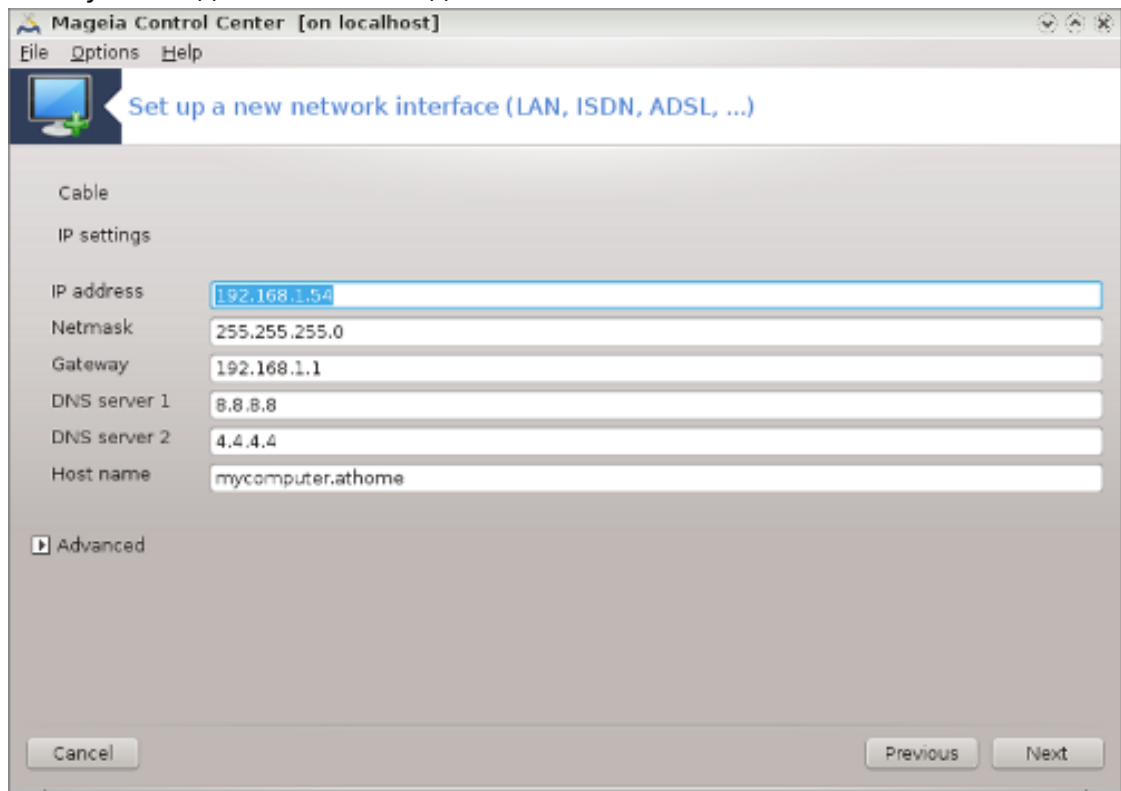 Mageia Control Center [on localhost]
File Options Help
Set up a new network interface (LAN, ISDN, ADSL, ...)
Cable
IP settings
IP address 192.168.1.54
Netmask 255.255.255.0
Gateway 192.168.1.1
DNS server 1 8.8.8.8
DNS server 2 4.4.4.4
Host name mycomputer.athome
Advanced
Cancel Previous Next